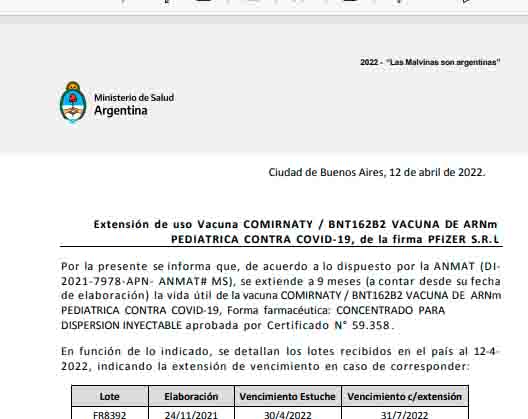 2022 - “Las Malvinas son argentinas”
Ministerio de Salud
Argentina
Ciudad de Buenos Aires, 12 de abril de 2022.
Extensión de uso Vacuna COMIRNATY / BNT162B2 VACUNA DE ARNm
PEDIATRICA CONTRA COVID-19, de la firma PFIZER S.R.L
Por la presente se informa que, de acuerdo a lo dispuesto por la ANMAT (DI-
2021-7978-APN- ANMAT# MS), se extiende a 9 meses (a contar desde su fecha
de elaboración) la vida útil de la vacuna COMIRNATY / BNT162B2 VACUNA DE ARNm
PEDIATRICA CONTRA COVID-19, Forma farmacéutica: CONCENTRADO PARA
DISPERSION INYECTABLE aprobada por Certificado N° 59.358.
En función de lo indicado, se detallan los lotes recibidos en el país al 12-4-
2022, indicando la extensión de vencimiento en caso de corresponder:
Lote Elaboración Vencimiento Estuche Vencimiento c/extensión
FR8392 24/11/2021 30/4/2022 31/7/2022